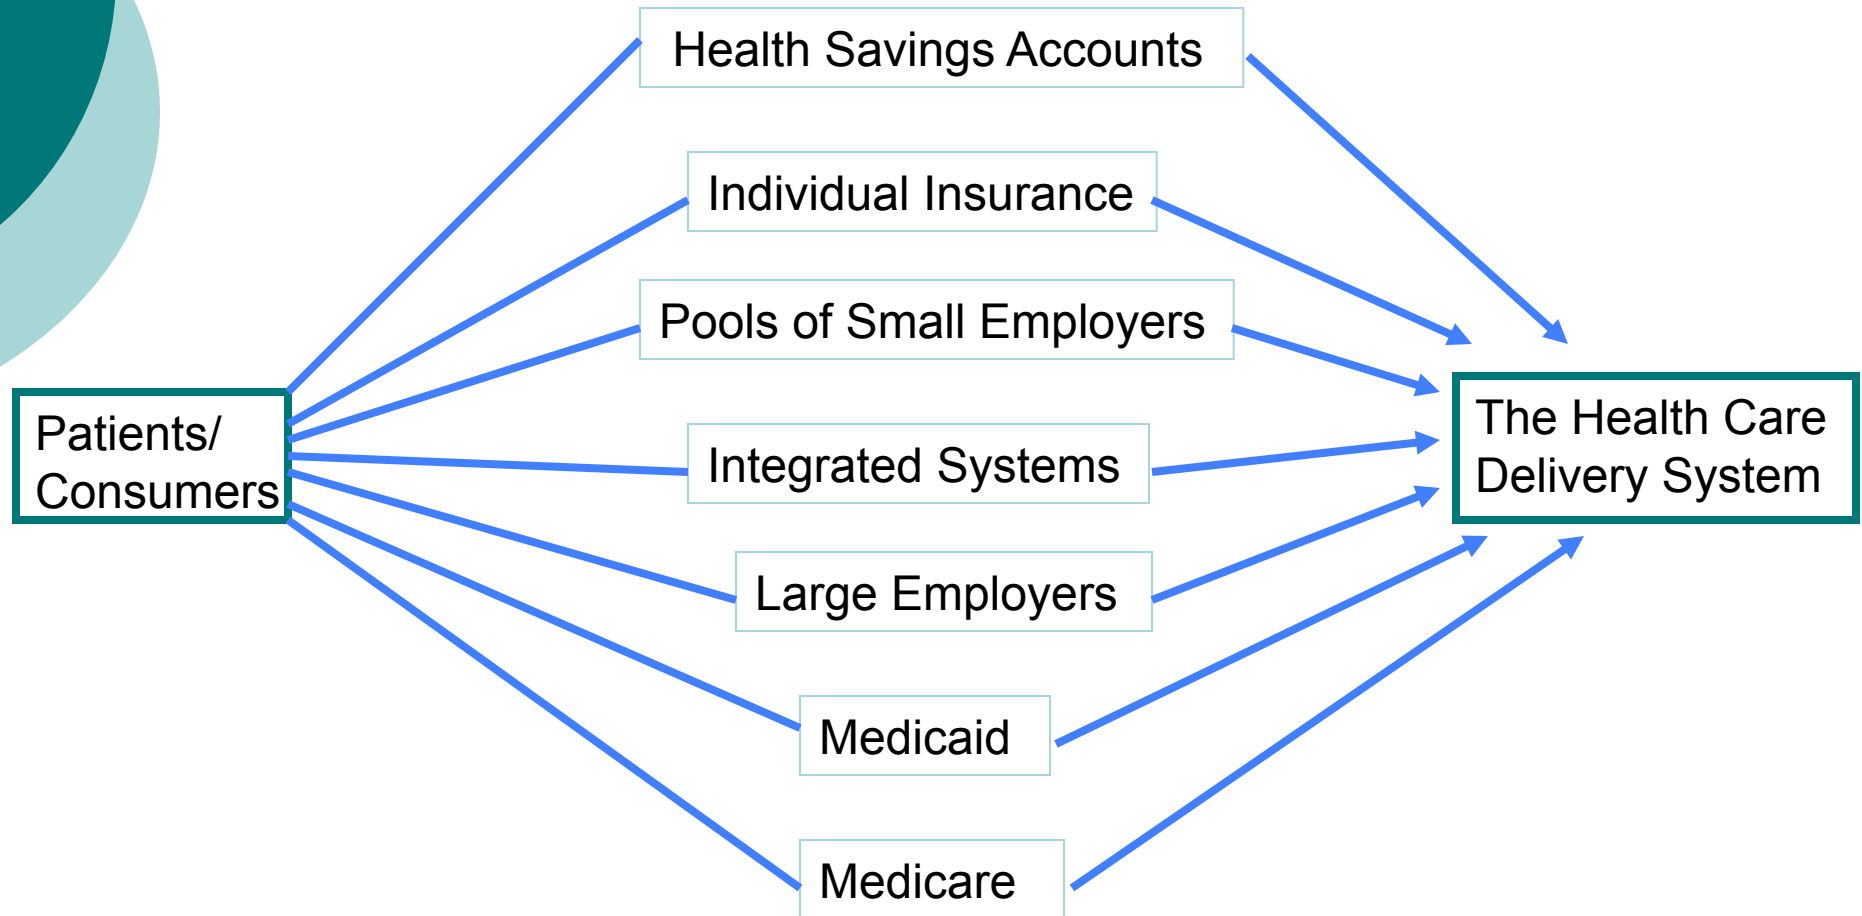 Health Savings Accounts
Individual Insurance
Pools of Small Employers
Patients/
Consumers
Integrated Systems
The Health Care
Delivery System
Large Employers
Medicaid
Medicare